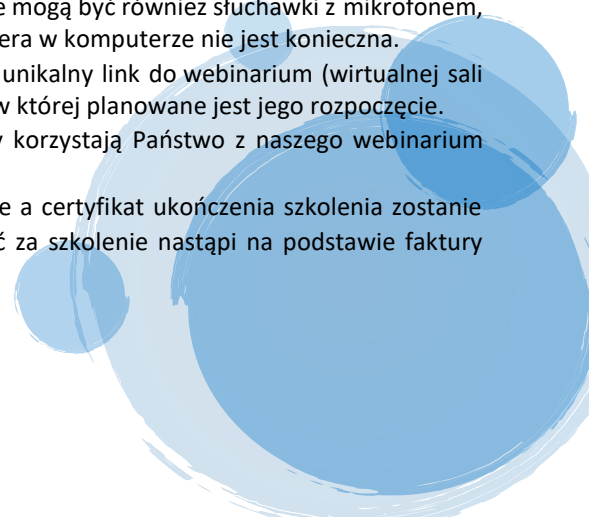 e mogą być również słuchawki z mikrofonem,
era w komputerze nie jest konieczna.
unikalny link do webinarium (wirtualnej sali
w której planowane jest jego rozpoczęcie.
y korzystają Państwo z naszego webinarium
e a certyfikat ukończenia szkolenia zostanie
ć za szkolenie nastąpi na podstawie faktury